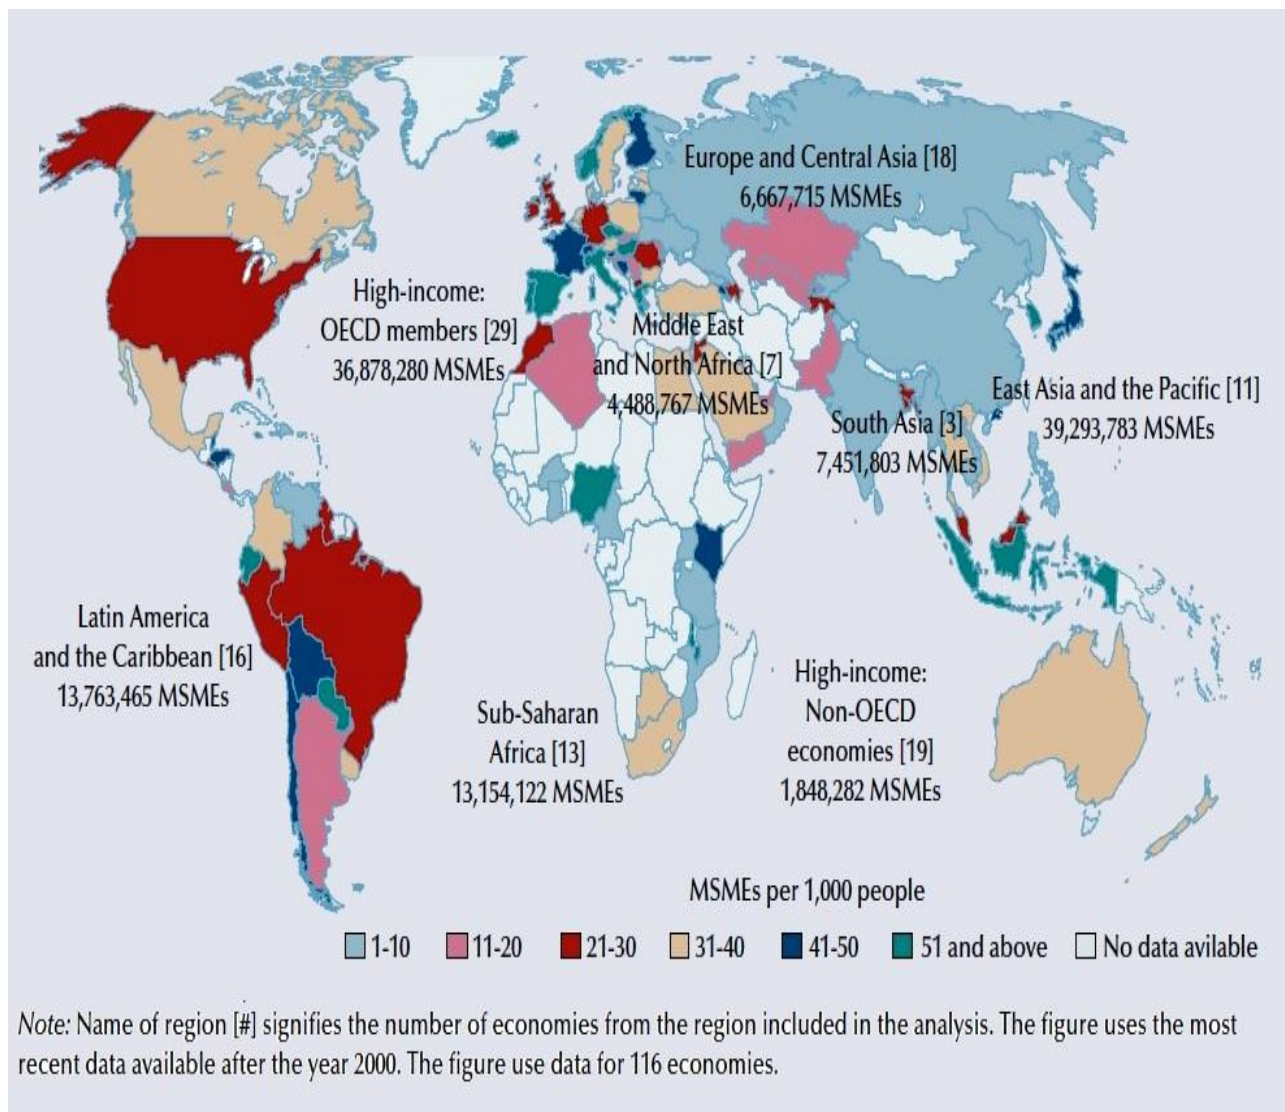 Europe and Central Asia [18]
6,667,715 MSMEs
High-income:
OECD members [29]
36,878,280 MSMEs
Middle East
and North Africa [7]
4,488,767 MSMEs
East Asia and the Pacific [11]
39,293,783 MSMEs
South Asia [3]
7,451,803 MSMEs
Latin America
and the Caribbean [16]
13,763,465 MSMEs
Sub-Saharan
Africa [13]
13,154,122 MSMEs
High-income:
Non-OECD
economies [19]
1,848,282 MSMEs
MSMEs per 1,000 people
1-10
11-20
21-30
31-40
41-50
51 and above
No data avilable
Note: Name of region [#] signifies the number of economies from the region included in the analysis. The figure uses the most
recent data available after the year 2000. The figure use data for 116 economies.